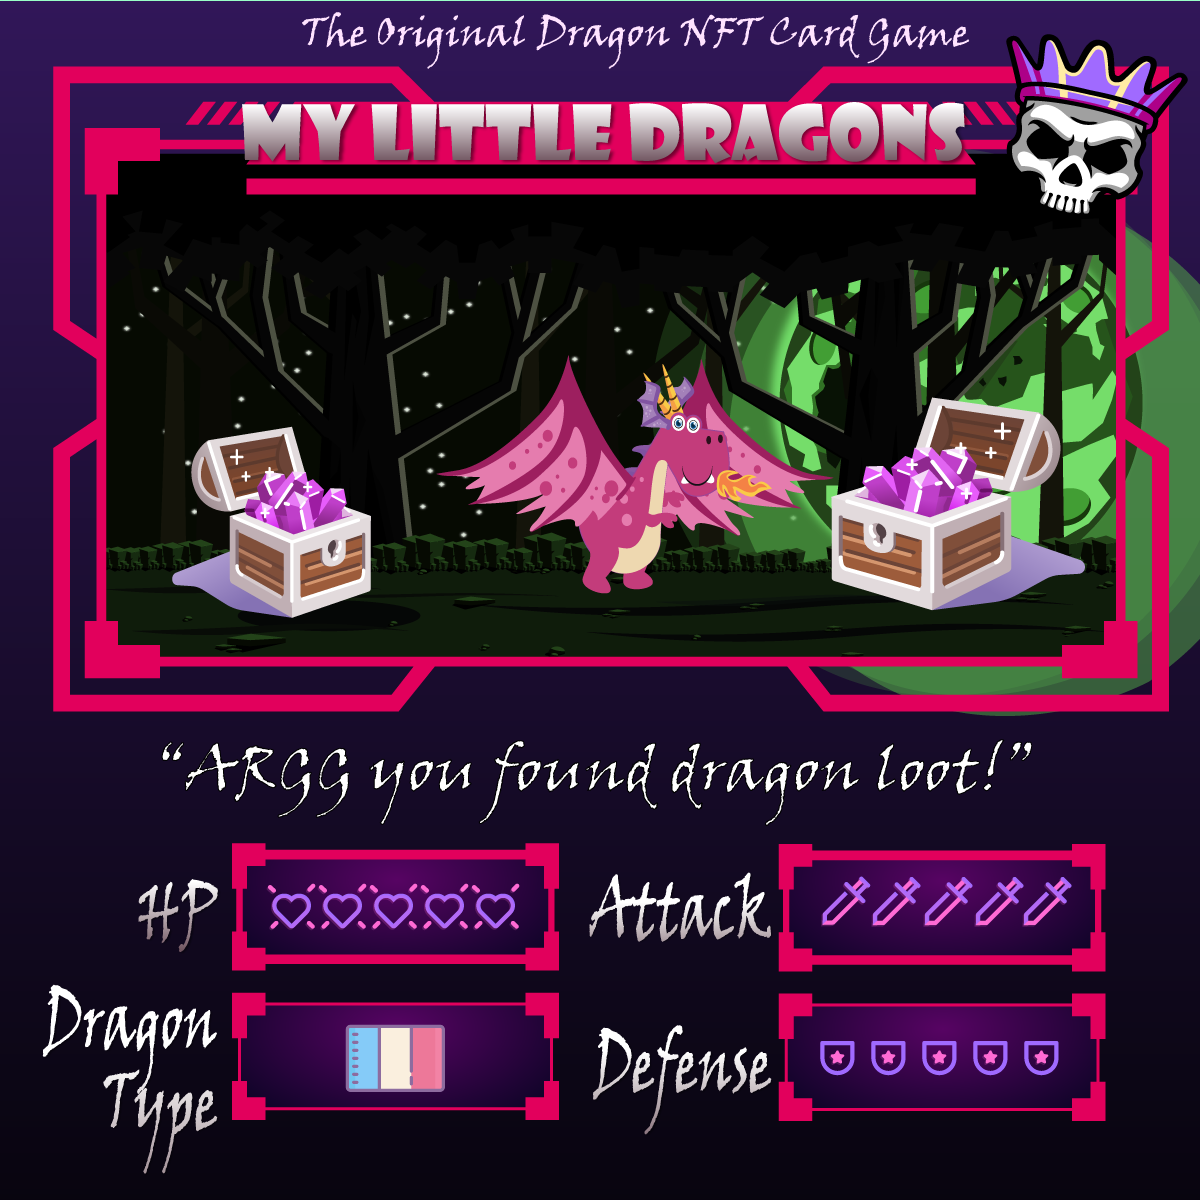 The Original Dragon NFT Card Game
MY LITTLE DRAGONS
“ARGG you found dragon loot!”
HP
Attack
Dragon
Type
Defense